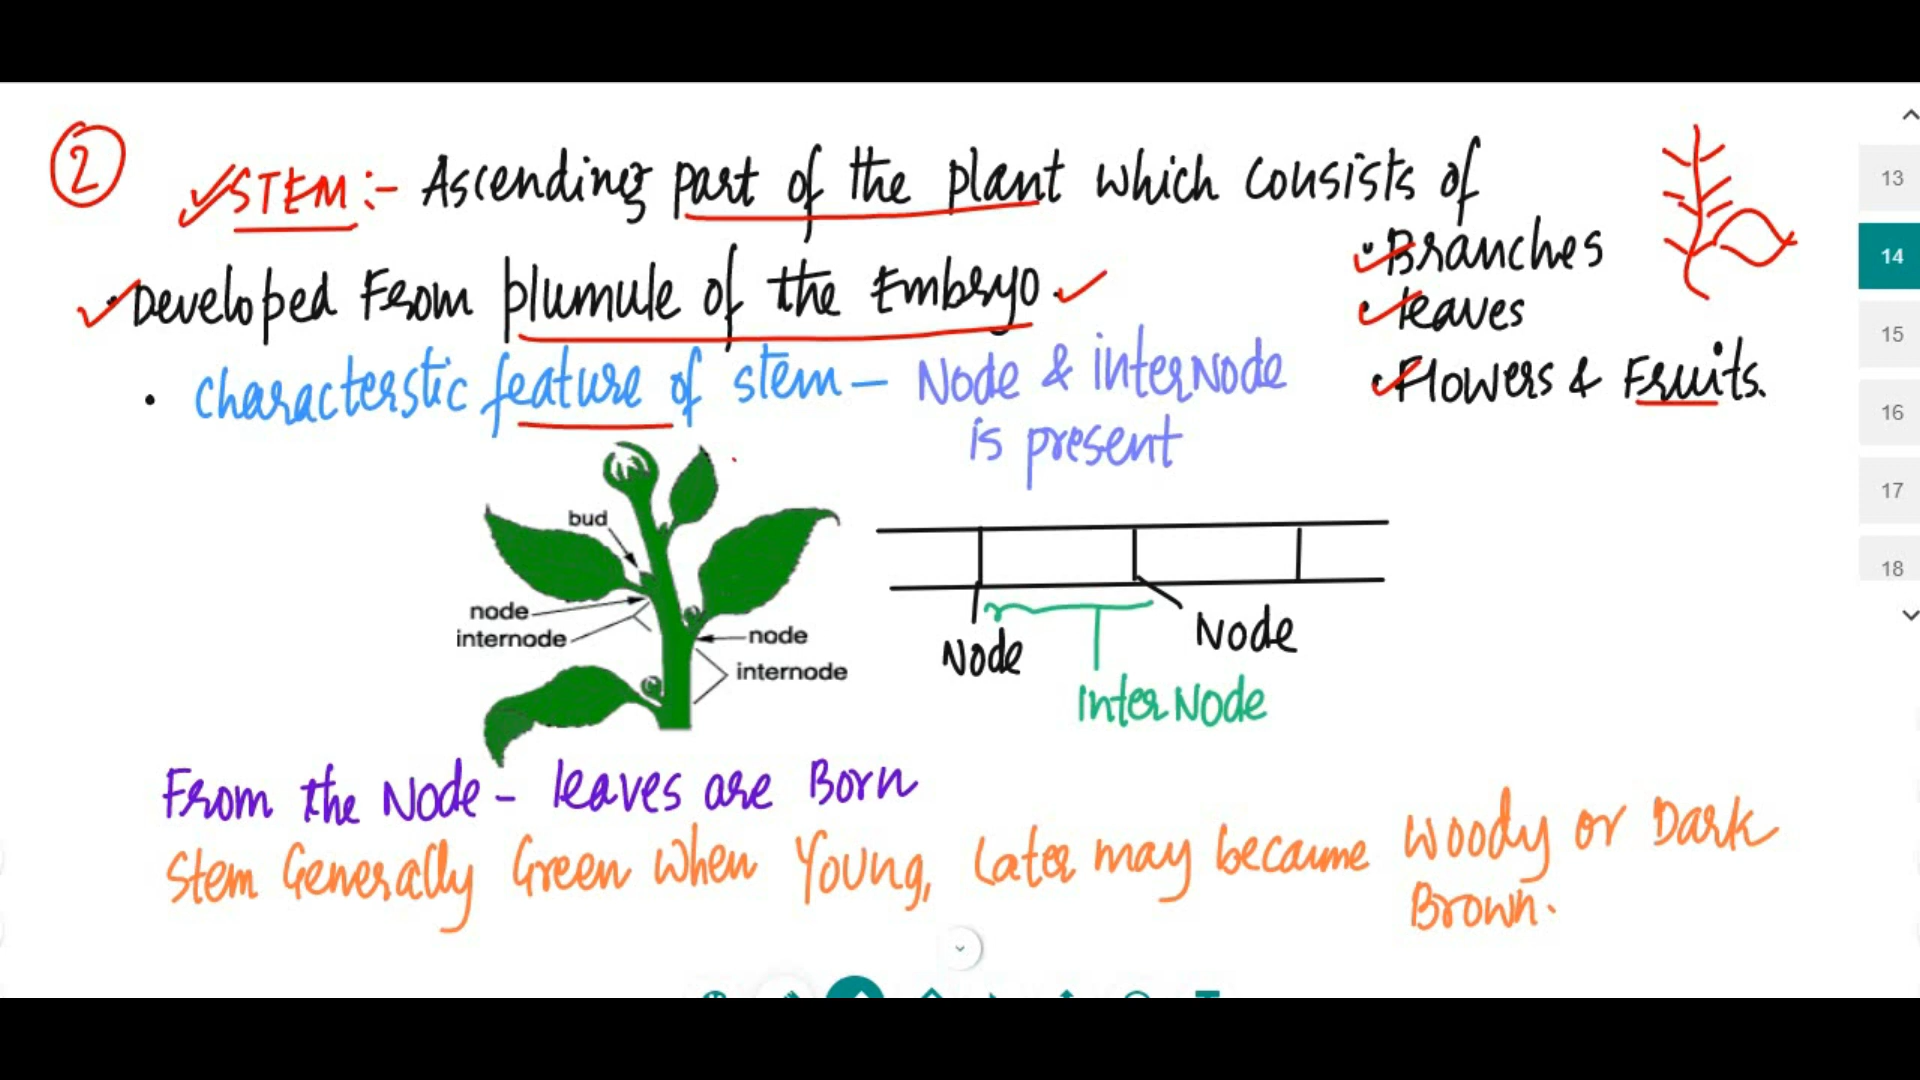 2
STEM:- Ascending part of the plant which consists of
• Branches
• leaves
• Flowers & Fruits.
• Developed From plumule of the Embryo.
• characterstic feature of stem – Node & interNode
is present
bud
node
internode
node
internode
Node
Node
InterNode
From the Node – leaves are Born
Stem Generally Green When Young, Later may becaume Woody or Dark
Brown.
13
14
15
16
17
18